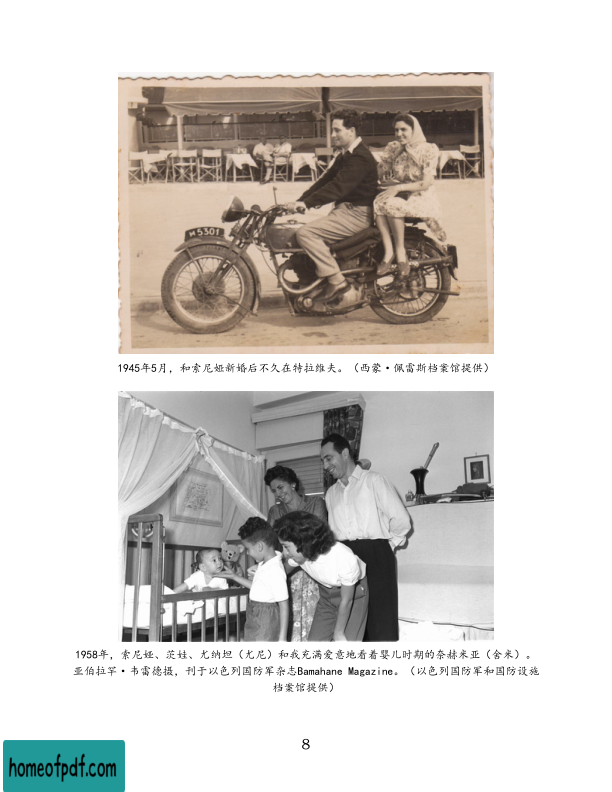 H 5301
1945年5月，和索尼娅新婚后不久在特拉维夫。（西蒙·佩雷斯档案馆提供）
1958年，索尼娅、茨娃、尤纳坦（尤尼）和我充满爱意地看着婴儿时期的奈赫米亚（舍米）。
亚伯拉罕·韦雷德摄，刊于以色列国防军杂志Bamahane Magazine。（以色列国防军和国防设施
档案馆提供）
8
homeofpdf.com